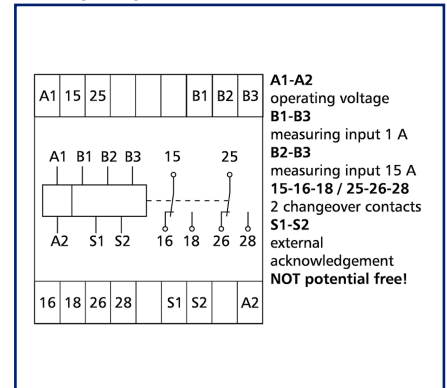 A1 15 25 B1 B2 B3
A1 B1 B2 B3 15 25
A2 S1 S2 16 18 26 28
16 18 26 28 S1 S2 A2
A1-A2
operating voltage
B1-B3
measuring input 1 A
B2-B3
measuring input 15 A
15-16-18 / 25-26-28
2 changeover contacts
S1-S2
external
acknowledgement
NOT potential free!